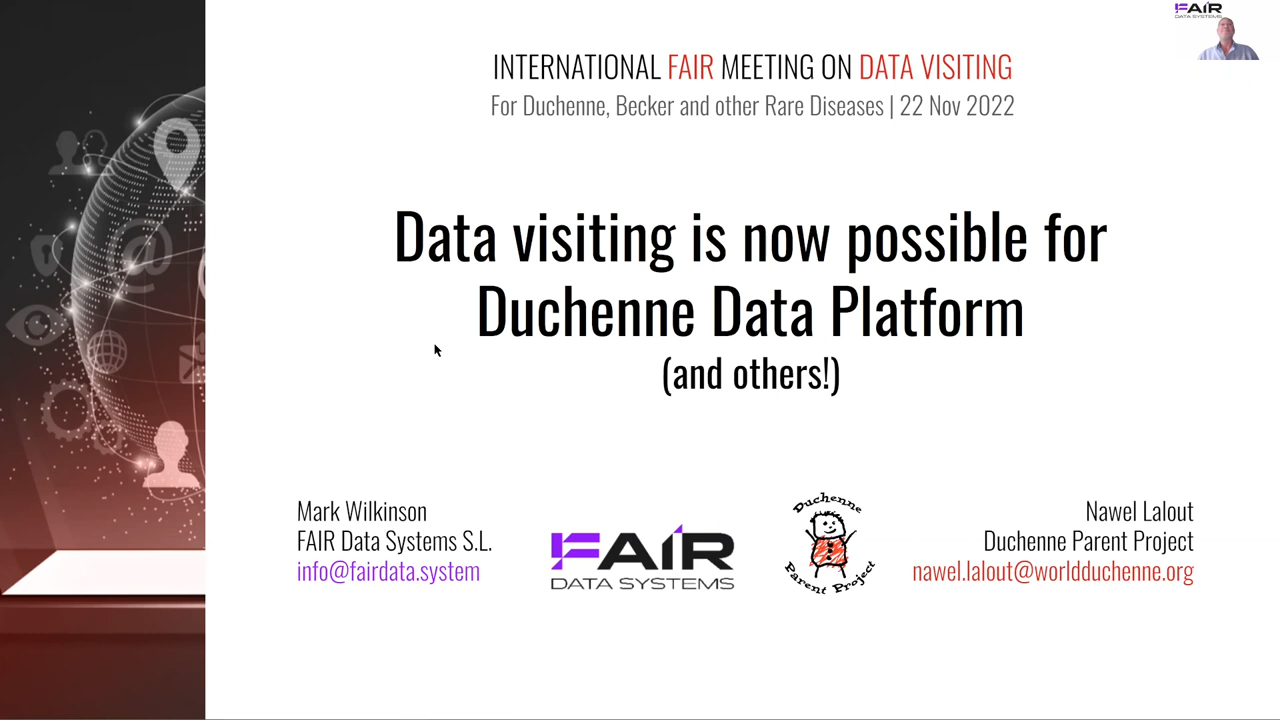 FAIR
DATA SYSTEMS
INTERNATIONAL FAIR MEETING ON DATA VISITING
For Duchenne, Becker and other Rare Diseases | 22 Nov 2022
Data visiting is now possible for
Duchenne Data Platform
(and others!)
Mark Wilkinson
FAIR Data Systems S.L.
info@fairdata.system
FAIR
DATA SYSTEMS
Duchenne
Parent Project
Nawel Lalout
Duchenne Parent Project
nawel.lalout@worldduchenne.org